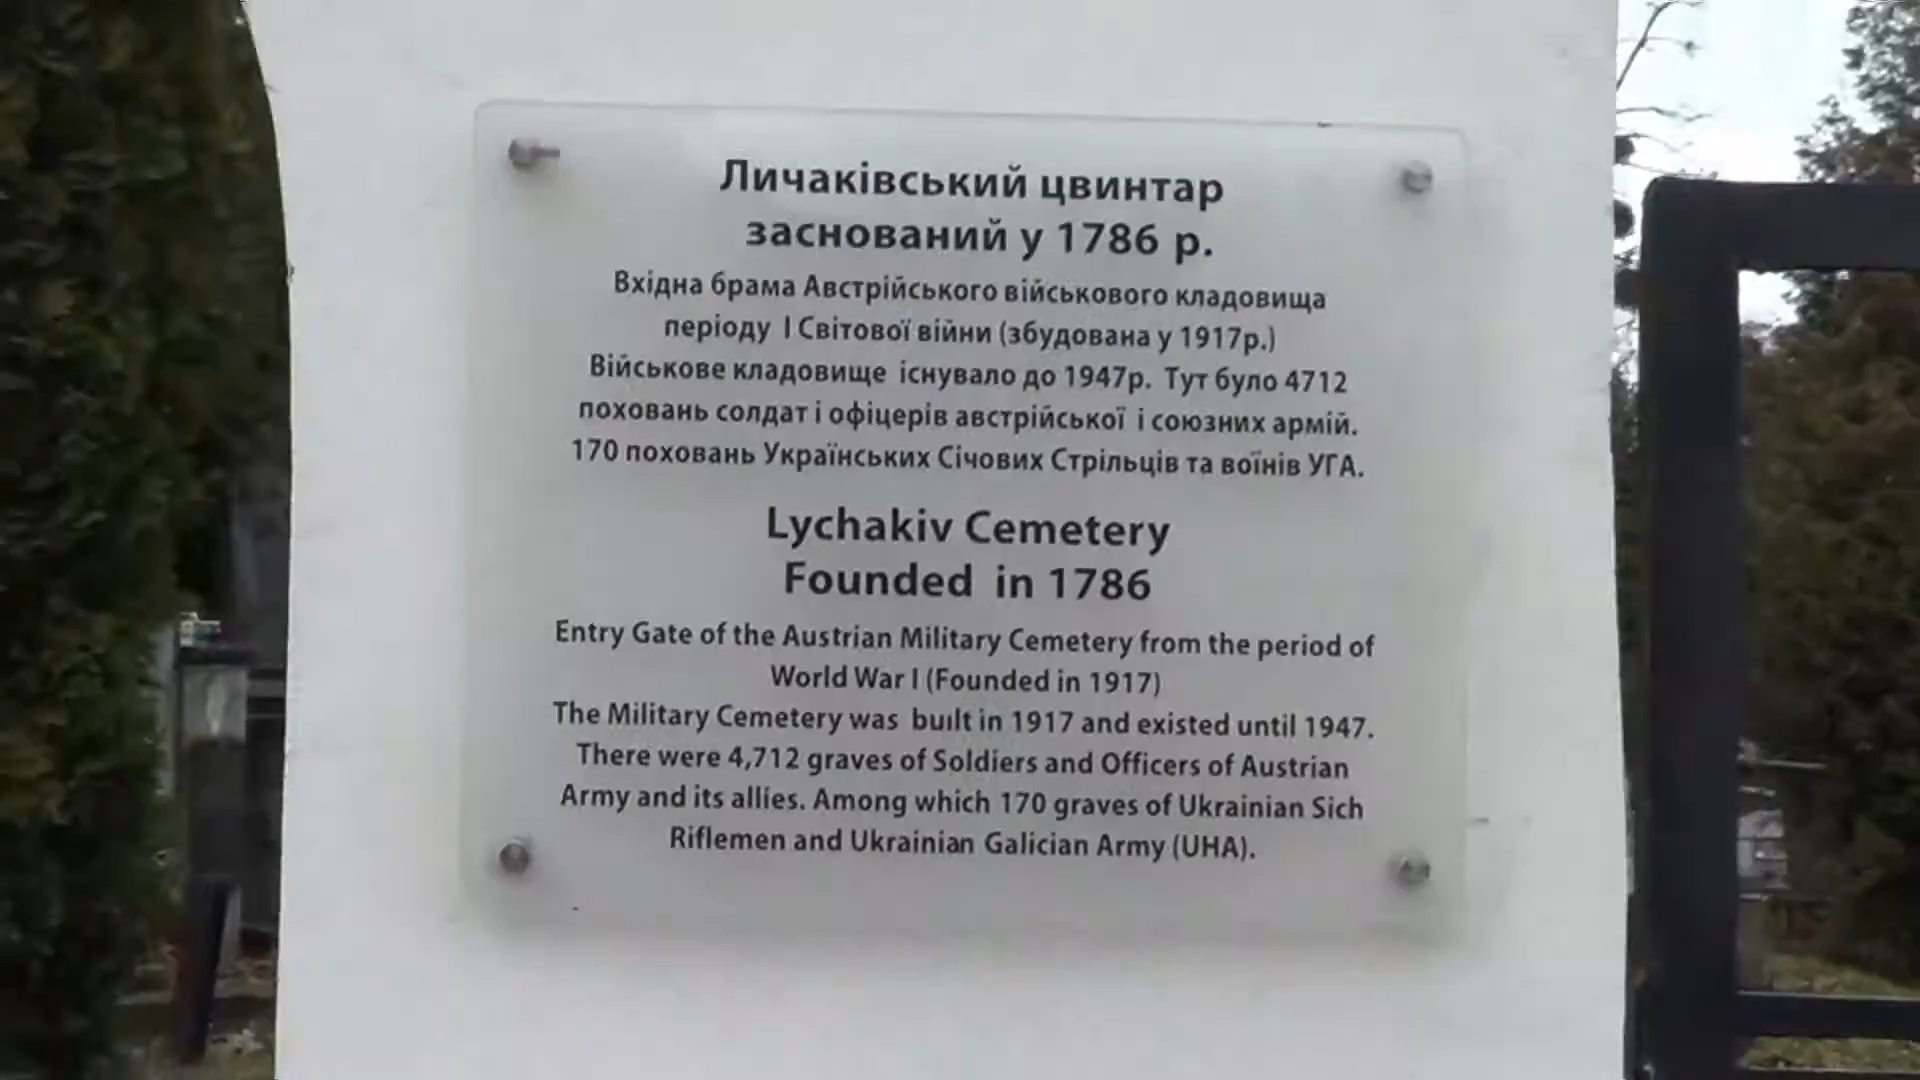 Личаківський цвинтар
заснований у 1786 р.
Вхідна брама Австрійського військового кладовища
періоду І Світової війни (збудована у 1917р.)
Військове кладовище існувало до 1947р. Тут було 4712
поховань солдат і офіцерів австрійської і союзних армій.
170 поховань Українських Січових Стрільців та воїнів УГА.
Lychakiv Cemetery
Founded in 1786
Entry Gate of the Austrian Military Cemetery from the period of
World War I (Founded in 1917)
The Military Cemetery was built in 1917 and existed until 1947.
There were 4,712 graves of Soldiers and Officers of Austrian
Army and its allies. Among which 170 graves of Ukrainian Sich
Riflemen and Ukrainian Galician Army (UHA).